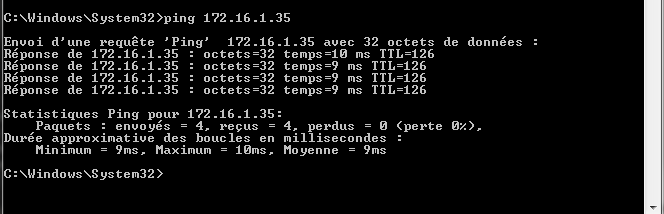 C:\Windows\System32>ping 172.16.1.35
Envoi d'une requête 'Ping'  172.16.1.35 avec 32 octets de données :
Réponse de 172.16.1.35 : octets=32 temps=10 ms TTL=126
Réponse de 172.16.1.35 : octets=32 temps=9 ms TTL=126
Réponse de 172.16.1.35 : octets=32 temps=9 ms TTL=126
Réponse de 172.16.1.35 : octets=32 temps=9 ms TTL=126
Statistiques Ping pour 172.16.1.35:
    Paquets : envoyés = 4, reçus = 4, perdus = 0 (perte 0%),
Durée approximative des boucles en millisecondes :
    Minimum = 9ms, Maximum = 10ms, Moyenne = 9ms
C:\Windows\System32>